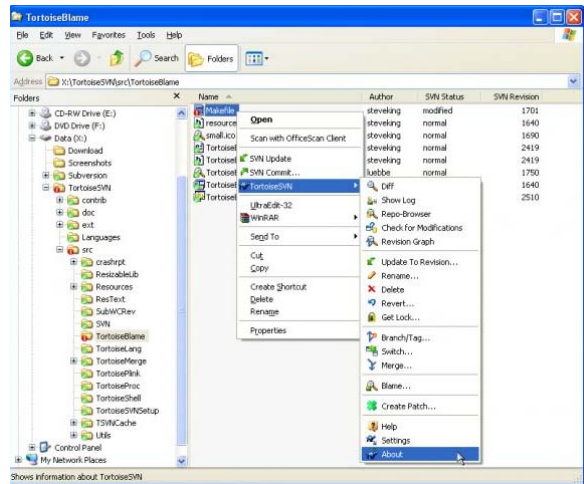 TortoiseBlame
File Edit View Favorites Tools Help
Back Search Folders
Address X:\TortoiseSVN\src\TortoiseBlame
Folders
CD-RW Drive (E:)
DVD Drive (F:)
Data (X:)
Download
Screenshots
Subversion
TortoiseSVN
contrib
doc
ext
Languages
src
crashrpt
ResizableLib
Resources
ResText
SubWCRev
SVN
TortoiseBlame
TortoiseLang
TortoiseMerge
TortoisePlink
TortoiseProc
TortoiseShell
TortoiseSVNSetup
TSVNCache
Utils
Control Panel
My Network Places
Name Author SVN Status SVN Revision
Makefile steveking modified 1701
resource steveking normal 1640
small.ico steveking normal 1690
Tortoisel steveking normal 2419
Tortoisel steveking normal 2419
Tortoisel luebbe normal 1750
Tortoisel 1640
Tortoisel 2510
Open
Scan with OfficeScan Client
SVN Update
SVN Commit...
TortoiseSVN
UltraEdit-32
WinRAR
Send To
Cut
Copy
Create Shortcut
Delete
Rename
Properties
Diff
Show Log
Repo-Browser
Check for Modifications
Revision Graph
Update To Revision...
Rename...
Delete
Revert...
Get Lock...
Branch/Tag...
Switch...
Merge...
Blame...
Create Patch...
Help
Settings
About
Shows information about TortoiseSVN